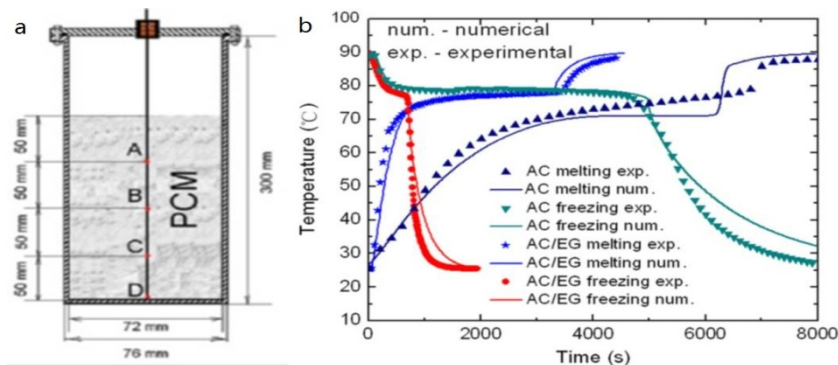 a
50 mm
50 mm
50 mm
50 mm
A
B
C
D
PCM
300 mm
72 mm
76 mm
b
num. - numerical
exp. - experimental
Temperature (℃)
100
90
80
70
60
50
40
30
20
10
AC melting exp.
AC melting num.
AC freezing exp.
AC freezing num.
AC/EG melting exp.
AC/EG melting num.
AC/EG freezing exp.
AC/EG freezing num.
0 2000 4000 6000 8000
Time (s)